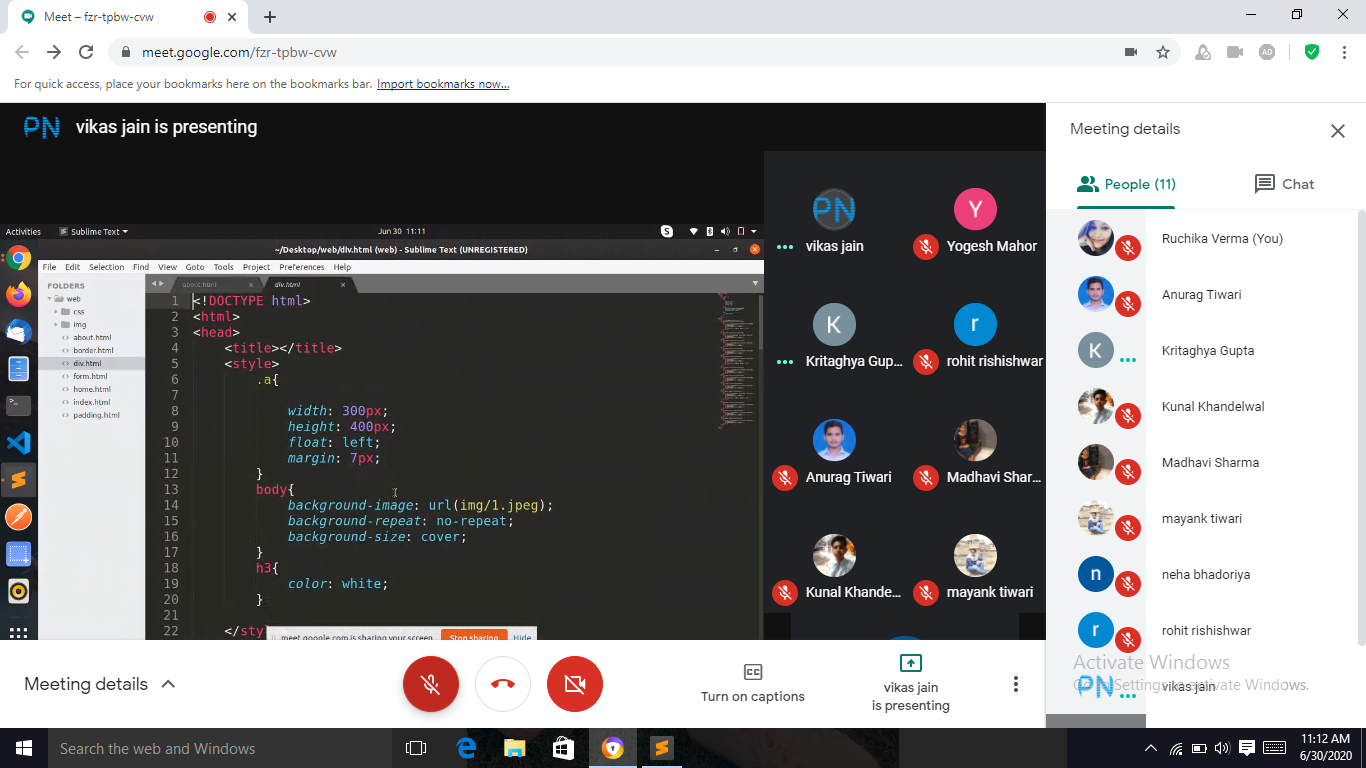 Meet – fzr-tpbw-cvw
meet.google.com/fzr-tpbw-cvw
AD
For quick access, place your bookmarks here on the bookmarks bar. Import bookmarks now...
PN vikas jain is presenting
Activities Sublime Text Jun 30 11:11
~/Desktop/web/div.html (web) - Sublime Text (UNREGISTERED)
File Edit Selection Find View Goto Tools Project Preferences Help
FOLDERS
web
css
img
about.html
border.html
div.html
form.html
home.html
index.html
padding.html
about.html div.html
1 <!DOCTYPE html>
2 <html>
3 <head>
4 <title></title>
5 <style>
6 .a{
7
8 width: 300px;
9 height: 400px;
10 float: left;
11 margin: 7px;
12 }
13 body{
14 background-image: url(img/1.jpeg);
15 background-repeat: no-repeat;
16 background-size: cover;
17 }
18 h3{
19 color: white;
20 }
21
22 </styl
meet.google.com is sharing your screen. Stop sharing Hide
PN
vikas jain
Y
Yogesh Mahor
K
Kritaghya Gup...
r
rohit rishishwar
Anurag Tiwari
Madhavi Shar...
Kunal Khande...
mayank tiwari
Meeting details
People (11) Chat
Ruchika Verma (You)
Anurag Tiwari
K Kritaghya Gupta
Kunal Khandelwal
Madhavi Sharma
mayank tiwari
n neha bhadoriya
r rohit rishishwar
PN vikas jain
Activate Windows
Go to Settings to activate Windows.
Meeting details
CC
Turn on captions
vikas jain
is presenting
Search the web and Windows
11:12 AM
6/30/2020